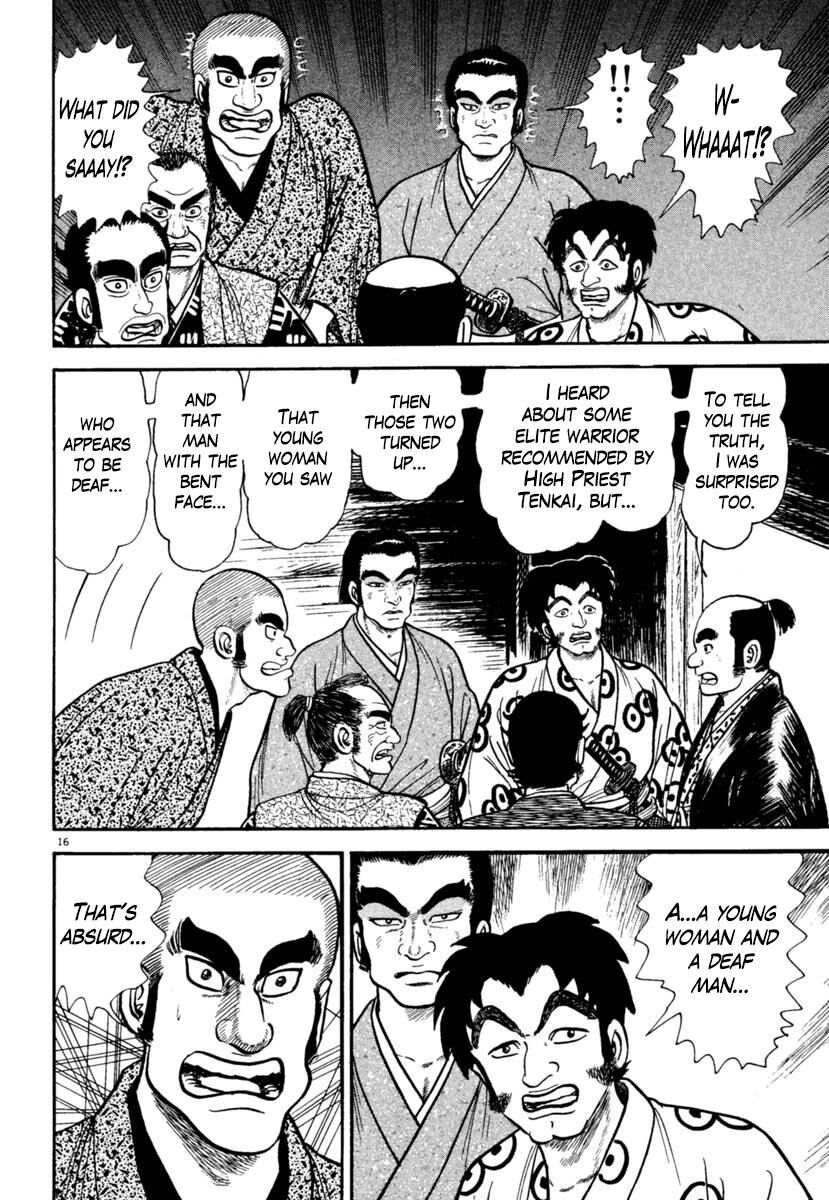 W-
WHAAAT!?
!!...
WHAT DID
YOU
SAAAY!?
TO TELL
YOU THE
TRUTH,
I WAS
SURPRISED
TOO.
I HEARD
ABOUT SOME
ELITE WARRIOR
RECOMMENDED BY
HIGH PRIEST
TENKAI, BUT...
THEN
THOSE TWO
TURNED
UP...
THAT
YOUNG
WOMAN
YOU SAW
AND
THAT
MAN
WITH THE
BENT
FACE...
WHO
APPEARS
TO BE
DEAF...
16
A...A YOUNG
WOMAN AND
A DEAF
MAN...
THAT'S
ABSURD...